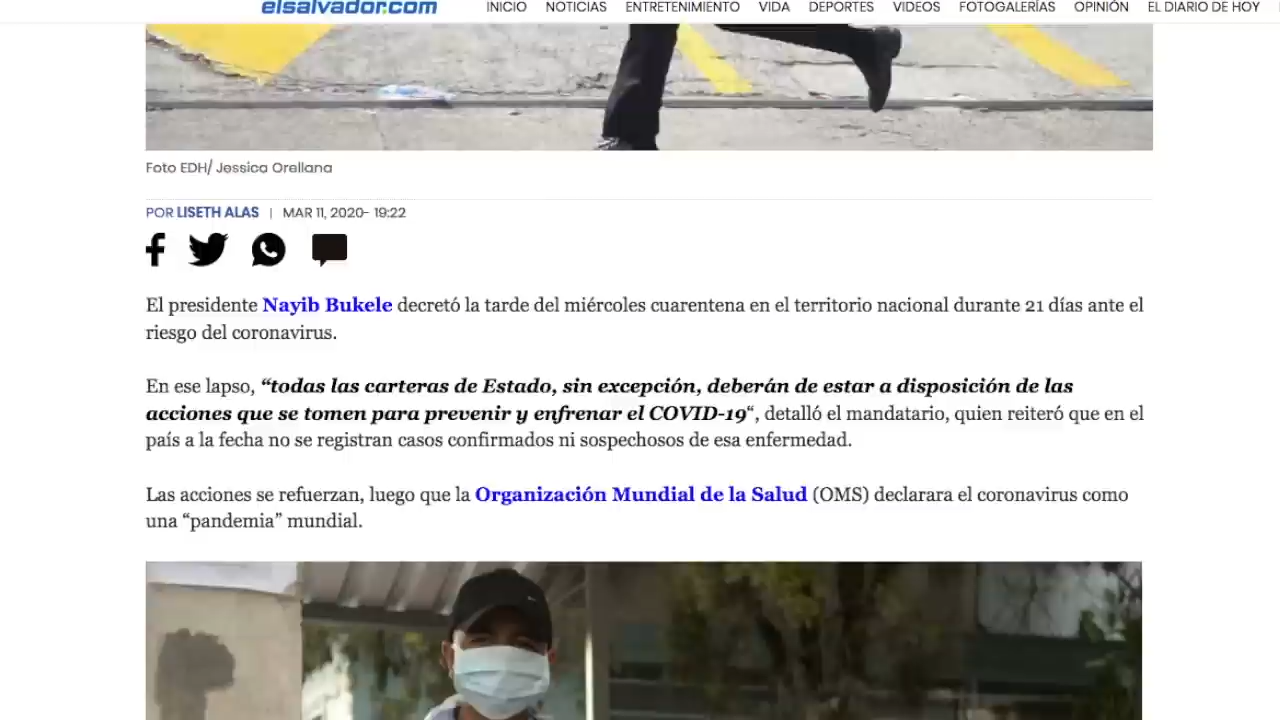 elsalvador.com INICIO NOTICIAS ENTRETENIMIENTO VIDA DEPORTES VIDEOS FOTOGALERÍAS OPINIÓN EL DIARIO DE HOY
Foto EDH/ Jessica Orellana
POR LISETH ALAS | MAR 11, 2020- 19:22
El presidente Nayib Bukele decretó la tarde del miércoles cuarentena en el territorio nacional durante 21 días ante el
riesgo del coronavirus.
En ese lapso, “todas las carteras de Estado, sin excepción, deberán de estar a disposición de las
acciones que se tomen para prevenir y enfrenar el COVID-19“, detalló el mandatario, quien reiteró que en el
país a la fecha no se registran casos confirmados ni sospechosos de esa enfermedad.
Las acciones se refuerzan, luego que la Organización Mundial de la Salud (OMS) declarara el coronavirus como
una “pandemia” mundial.